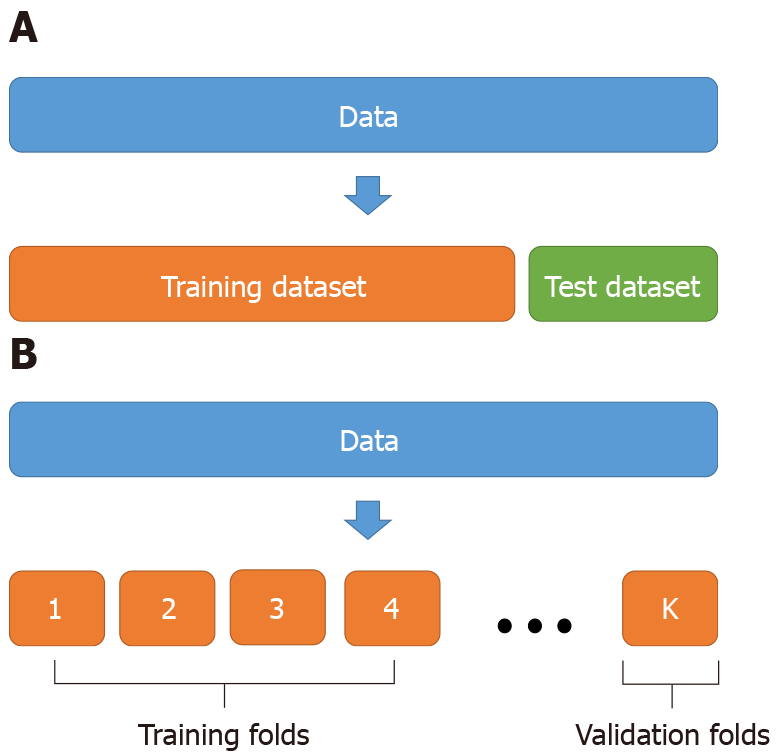 A
Data
Training dataset Test dataset
B
Data
1 2 3 4 ... K
Training folds Validation folds